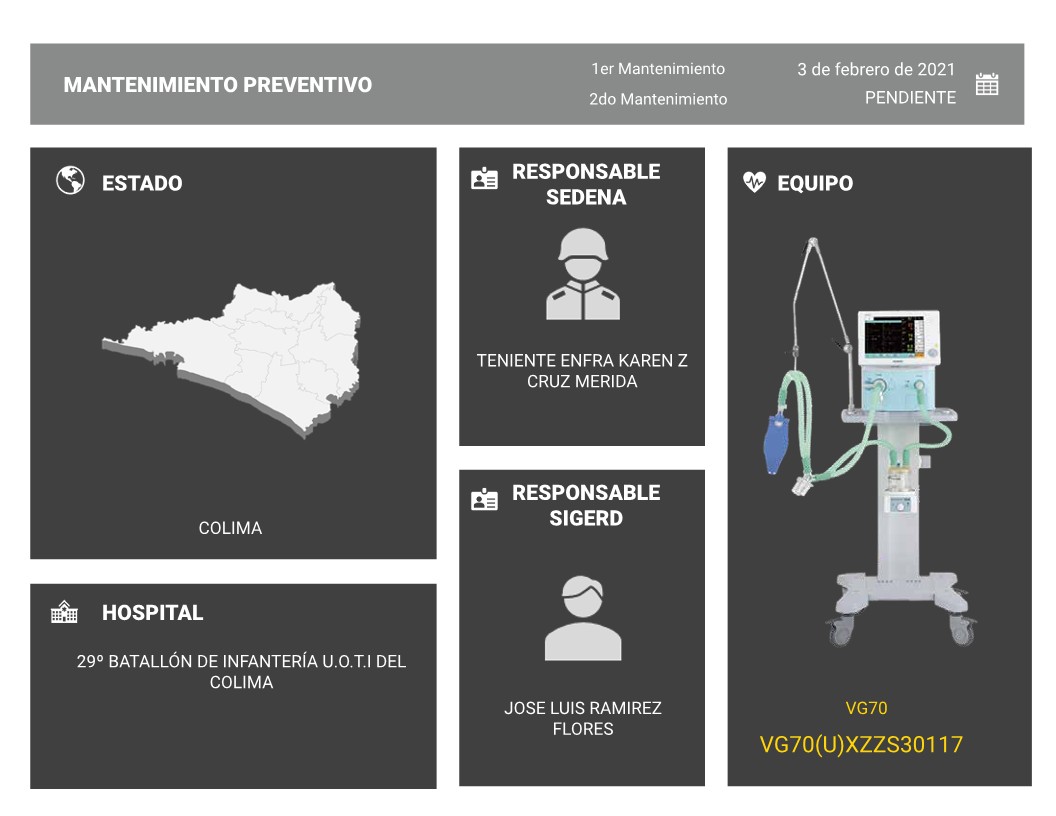 MANTENIMIENTO PREVENTIVO
1er Mantenimiento
3 de febrero de 2021
2do Mantenimiento
PENDIENTE
ESTADO
COLIMA
HOSPITAL
29º BATALLÓN DE INFANTERÍA U.O.T.I DEL
COLIMA
RESPONSABLE
SEDENA
TENIENTE ENFRA KAREN Z
CRUZ MERIDA
RESPONSABLE
SIGERD
JOSE LUIS RAMIREZ
FLORES
EQUIPO
VG70
VG70(U)XZZS30117